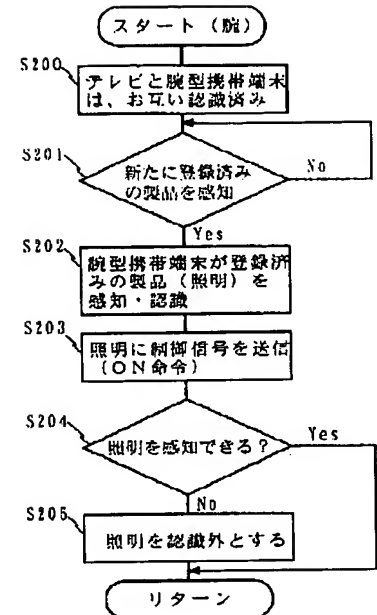 スタート（腕）
S200
テレビと腕型携帯端末
は、お互い認識済み
S201
新たに登録済み
の製品を感知
No
Yes
S202
腕型携帯端末が登録済
みの製品（照明）を
感知・認識
S203
照明に制御信号を送信
（ON命令）
S204
照明を感知できる？
Yes
No
S205
照明を認識外とする
リターン